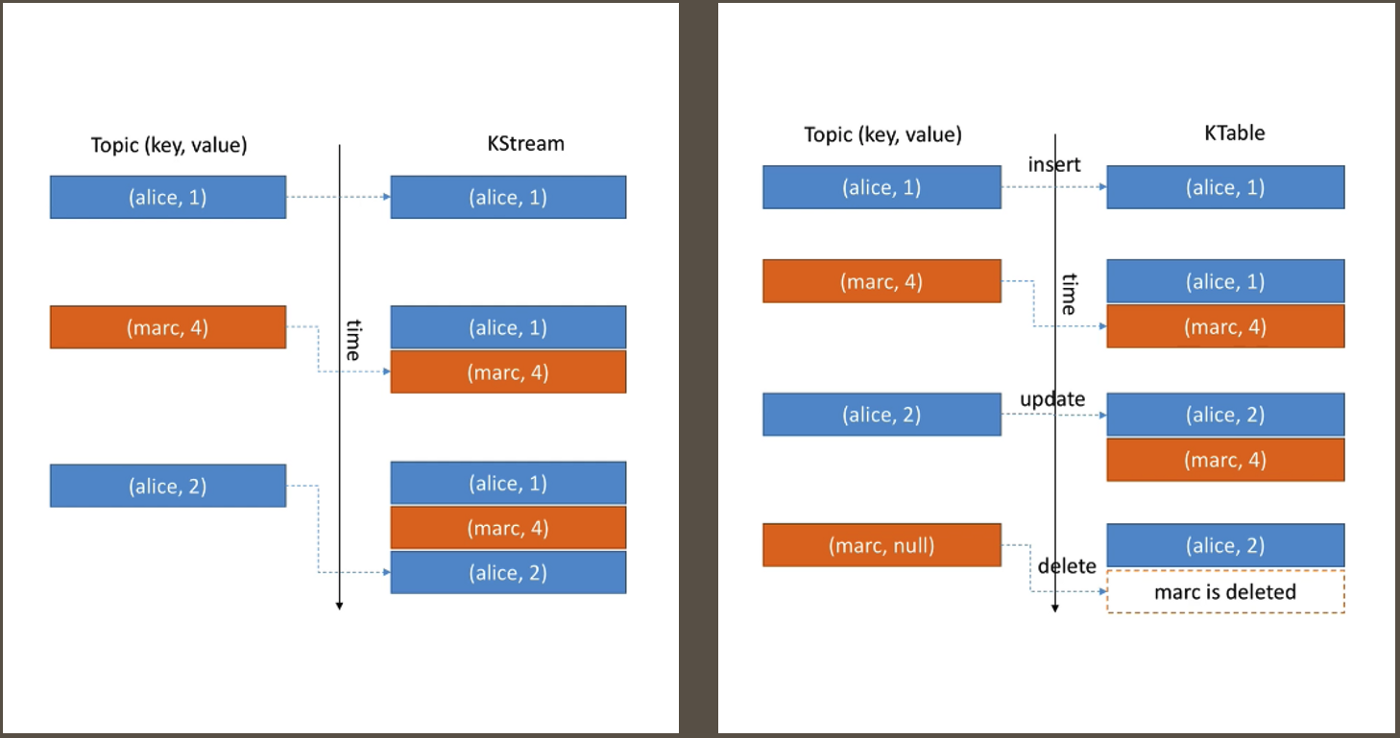 Topic (key, value)
KStream
(alice, 1)
(alice, 1)
(marc, 4)
time
(alice, 1)
(marc, 4)
(alice, 2)
(alice, 1)
(marc, 4)
(alice, 2)
Topic (key, value)
KTable
(alice, 1)
insert
(alice, 1)
(marc, 4)
time
(alice, 1)
(marc, 4)
(alice, 2)
update
(alice, 2)
(marc, 4)
(marc, null)
delete
(alice, 2)
marc is deleted